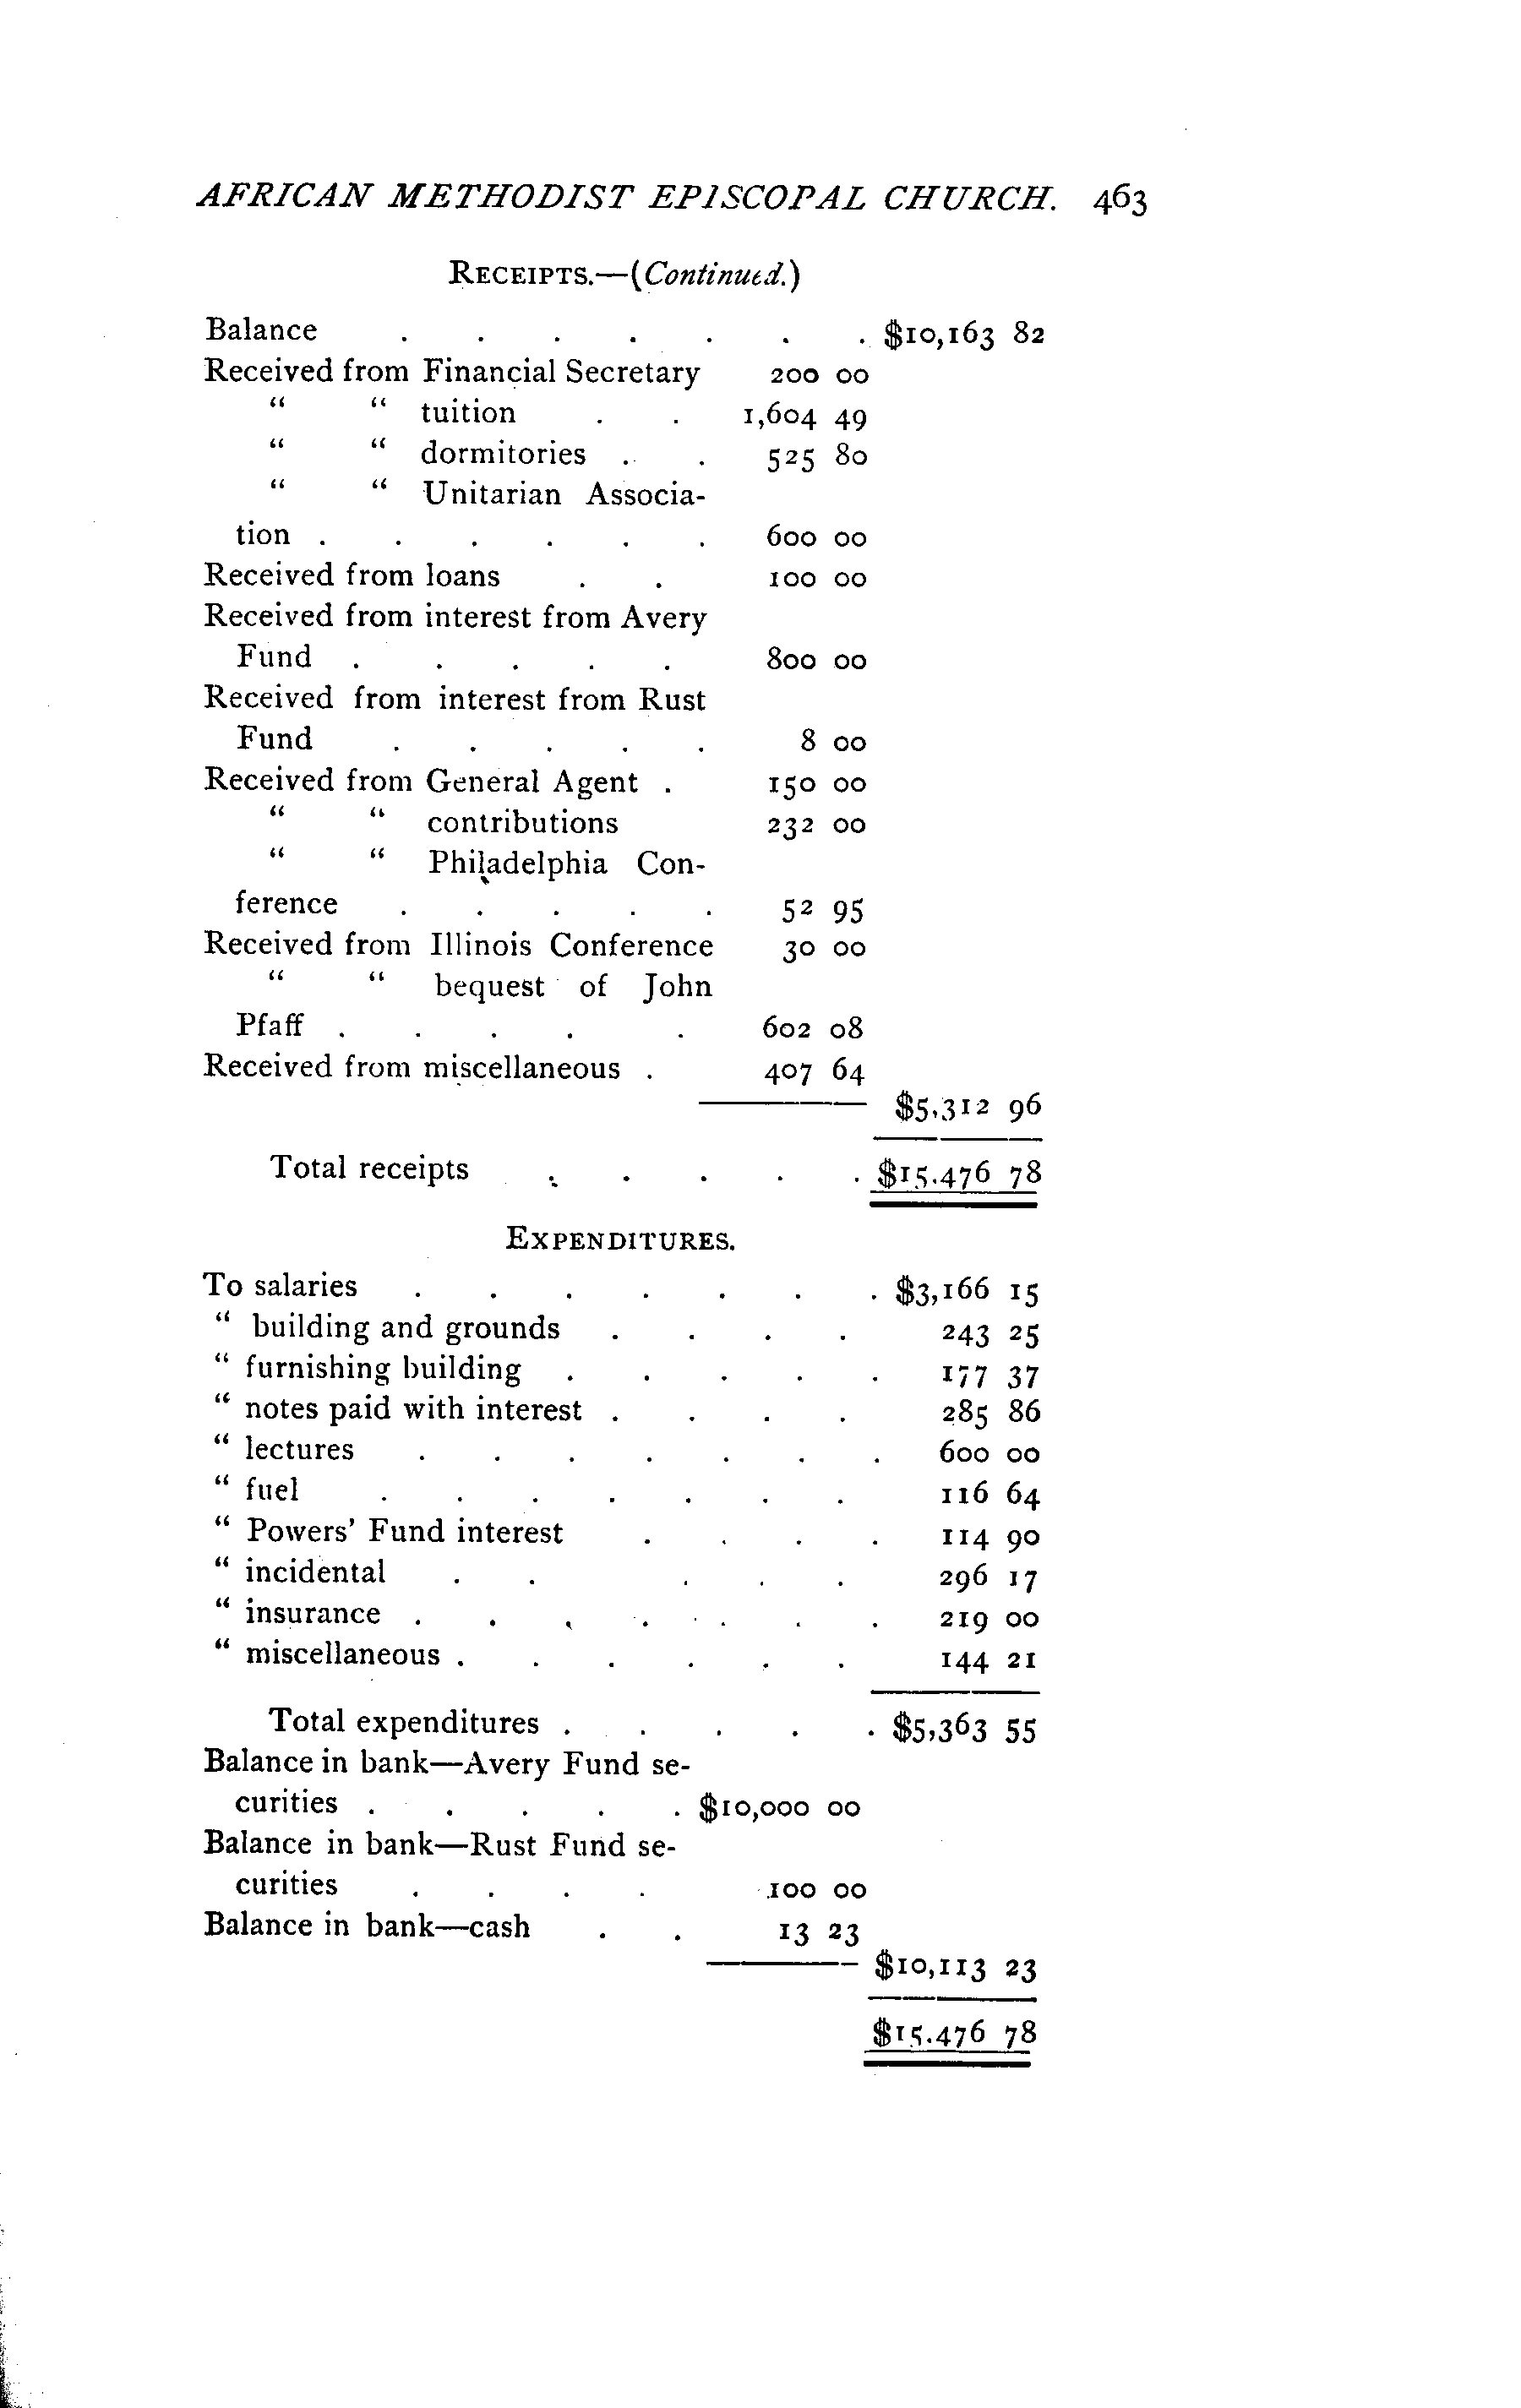 AFRICAN METHODIST EPISCOPAL CHURCH. 463
RECEIPTS.—(Continued.)
Balance . . . . . . . $10,163 82
Received from Financial Secretary 200 00
“ “ tuition . . 1,604 49
“ “ dormitories . . 525 80
“ “ Unitarian Associa-
tion . . . . . . 600 00
Received from loans . . 100 00
Received from interest from Avery
Fund . . . . . 800 00
Received from interest from Rust
Fund . . . . . 8 00
Received from General Agent . 150 00
“ “ contributions 232 00
“ “ Philadelphia Con-
ference . . . . . 52 95
Received from Illinois Conference 30 00
“ “ bequest of John
Pfaff . . . . . 602 08
Received from miscellaneous . 407 64
$5,312 96
Total receipts . . . . . $15.476 78
EXPENDITURES.
To salaries . . . . . . . $3,166 15
“ building and grounds . . . . 243 25
“ furnishing building . . . . . 177 37
“ notes paid with interest . . . . 285 86
“ lectures . . . . . . . 600 00
“ fuel . . . . . . . 116 64
“ Powers’ Fund interest . . . . 114 90
“ incidental . . . . . 296 17
“ insurance . . . . . . . 219 00
“ miscellaneous . . . . . . 144 21
Total expenditures . . . . . $5,363 55
Balance in bank—Avery Fund se-
curities . . . . . $10,000 00
Balance in bank—Rust Fund se-
curities . . . . 100 00
Balance in bank—cash . . 13 23
$10,113 23
$15.476 78